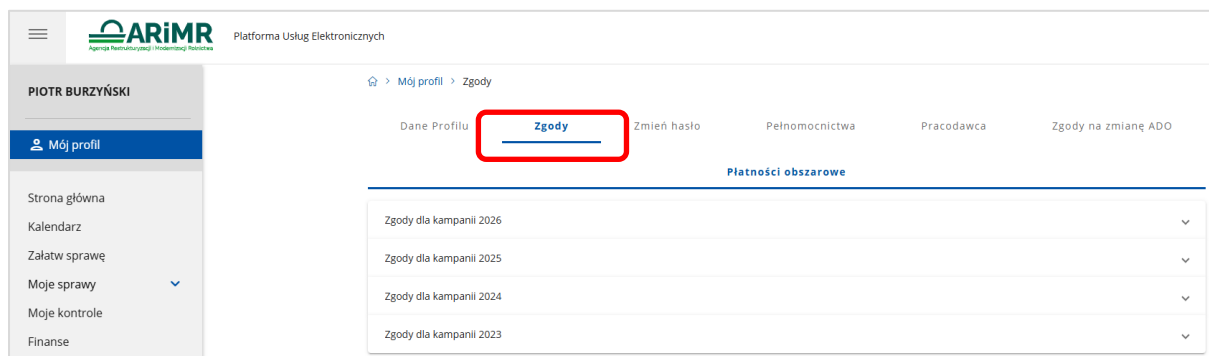 ARiMR
Agencja Restrukturyzacji i Modernizacji Rolnictwa
Platforma Usług Elektronicznych
PIOTR BURZYŃSKI
Mój profil
Strona główna
Kalendarz
Załatw sprawę
Moje sprawy
Moje kontrole
Finanse
Mój profil > Zgody
Dane Profilu Zgody Zmień hasło Pełnomocnictwa Pracodawca Zgody na zmianę ADO
Płatności obszarowe
Zgody dla kampanii 2026
Zgody dla kampanii 2025
Zgody dla kampanii 2024
Zgody dla kampanii 2023